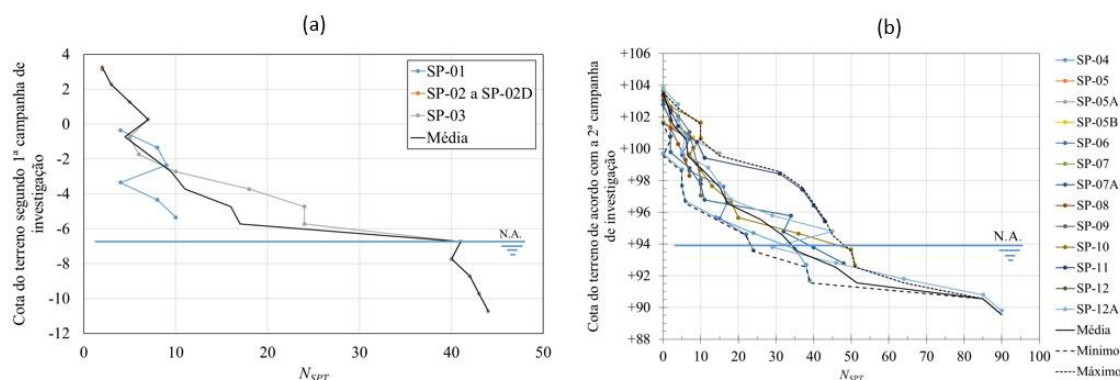 (a)
Cota do terreno segundo 1ª campanha de
investigação
4
2
0
-2
-4
-6
-8
-10
-12
0
10
20
30
40
50
N_SPT
SP-01
SP-02 a SP-02D
SP-03
Média
N.A.
(b)
Cota do terreno de acordo com a 2ª campanha
de investigação
+106
+104
+102
+100
+98
+96
+94
+92
+90
+88
0
10
20
30
40
50
60
70
80
90
100
N_SPT
N.A.
SP-04
SP-05
SP-05A
SP-05B
SP-06
SP-07
SP-07A
SP-08
SP-09
SP-10
SP-11
SP-12
SP-12A
Média
Mínimo
Máximo